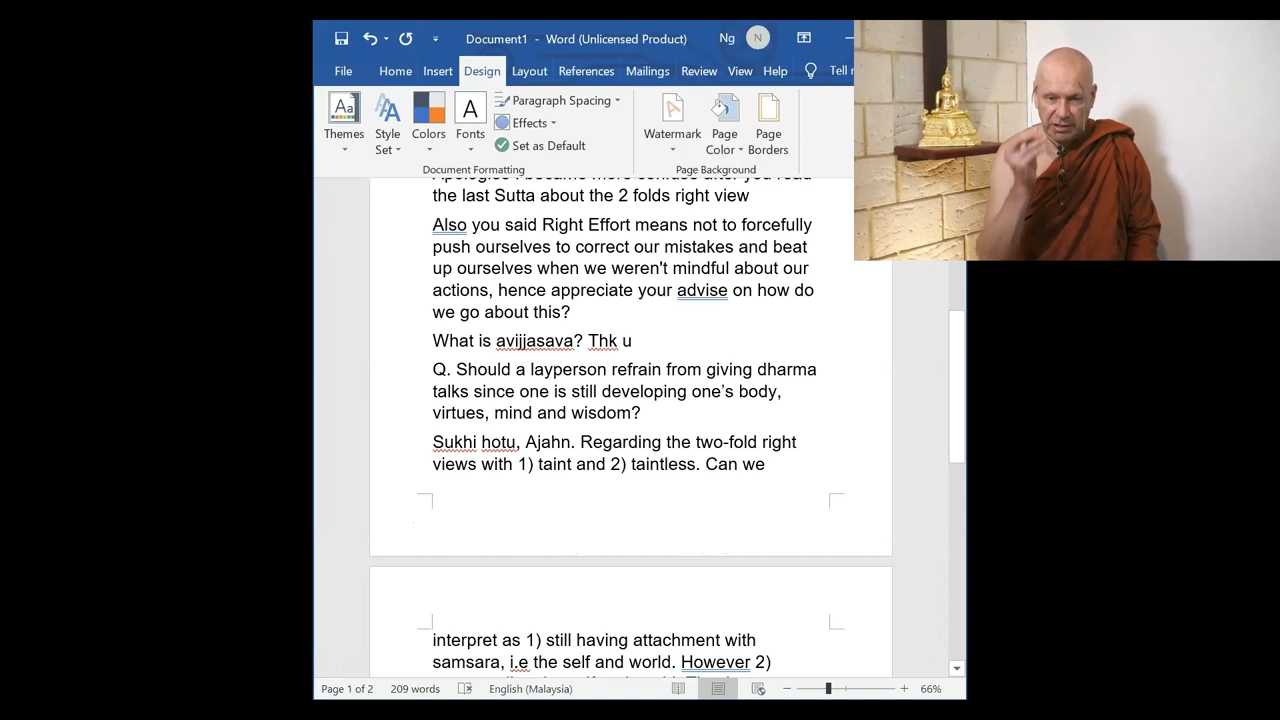 Document1 - Word (Unlicensed Product)
Ng
N
File Home Insert Design Layout References Mailings Review View Help Tell
Aa
A
Themes
Style Set
Colors
Fonts
Paragraph Spacing
Effects
Set as Default
Watermark
Page Color
Page Borders
Document Formatting
Page Background
the last Sutta about the 2 folds right view
Also you said Right Effort means not to forcefully
push ourselves to correct our mistakes and beat
up ourselves when we weren't mindful about our
actions, hence appreciate your advise on how do
we go about this?
What is avijjasava? Thk u
Q. Should a layperson refrain from giving dharma
talks since one is still developing one’s body,
virtues, mind and wisdom?
Sukhi hotu, Ajahn. Regarding the two-fold right
views with 1) taint and 2) taintless. Can we
interpret as 1) still having attachment with
samsara, i.e the self and world. However 2)
Page 1 of 2 209 words English (Malaysia) 66%